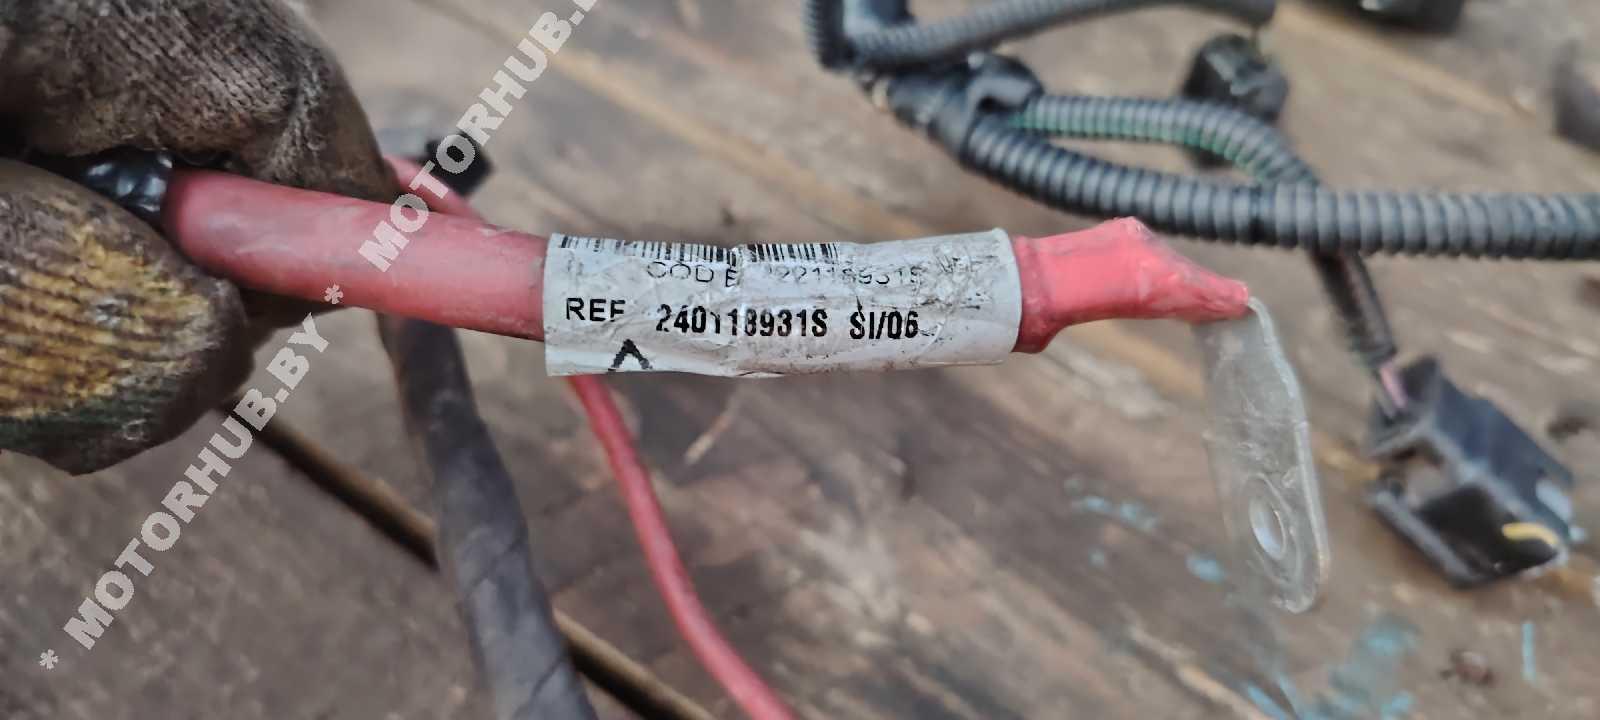 REF 240118931S SI/06
* MOTORHUB.BY * MOTORHUB.BY